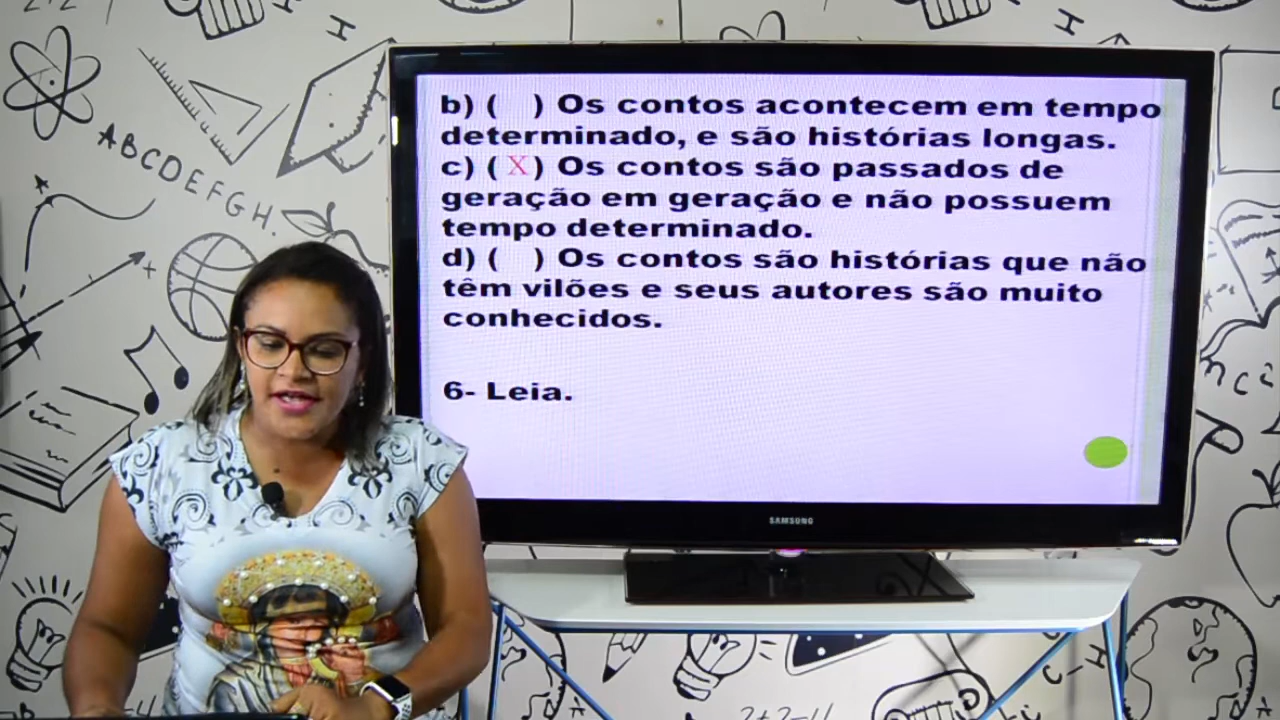 ABCDEFGH.
b) (  ) Os contos acontecem em tempo
determinado, e são histórias longas.
c) ( X ) Os contos são passados de
geração em geração e não possuem
tempo determinado.
d) (  ) Os contos são histórias que não
têm vilões e seus autores são muito
conhecidos.
6- Leia.
SAMSUNG